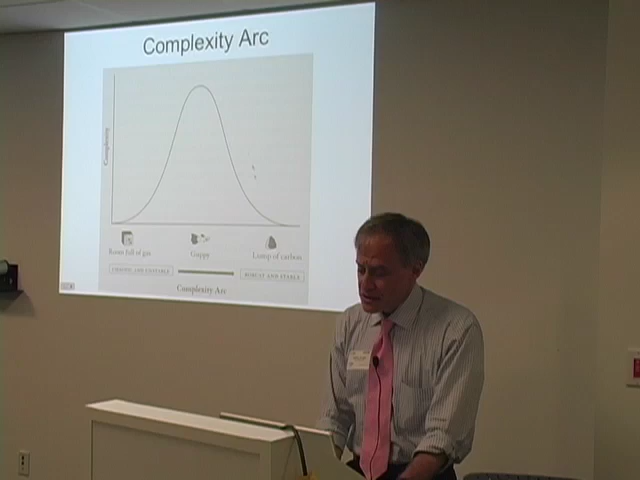 Complexity Arc
Complexity
Room full of gas
Guppy
Lump of carbon
CHAOTIC AND UNSTABLE
ROBUST AND STABLE
Complexity Arc